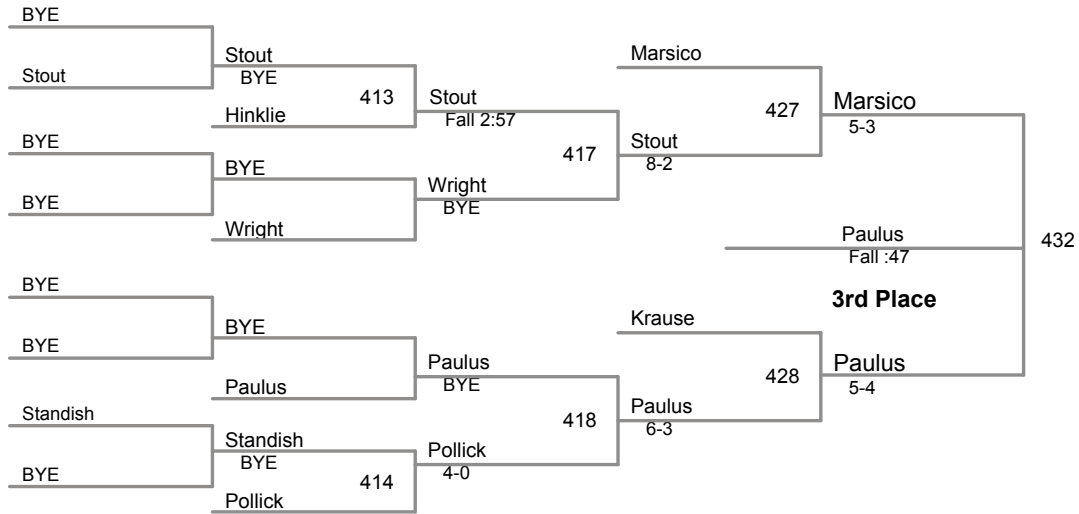 BYE
Stout
Marsico
Stout
BYE
413
Stout
Marsico
Hinklie
Fall 2:57
427
5-3
BYE
417
Stout
8-2
BYE
BYE
Wright
BYE
Wright
Paulus
432
Fall :47
BYE
3rd Place
Krause
BYE
BYE
Paulus
Paulus
BYE
428
Paulus
5-4
Standish
418
Paulus
6-3
Standish
BYE
Pollick
4-0
BYE
414
Pollick